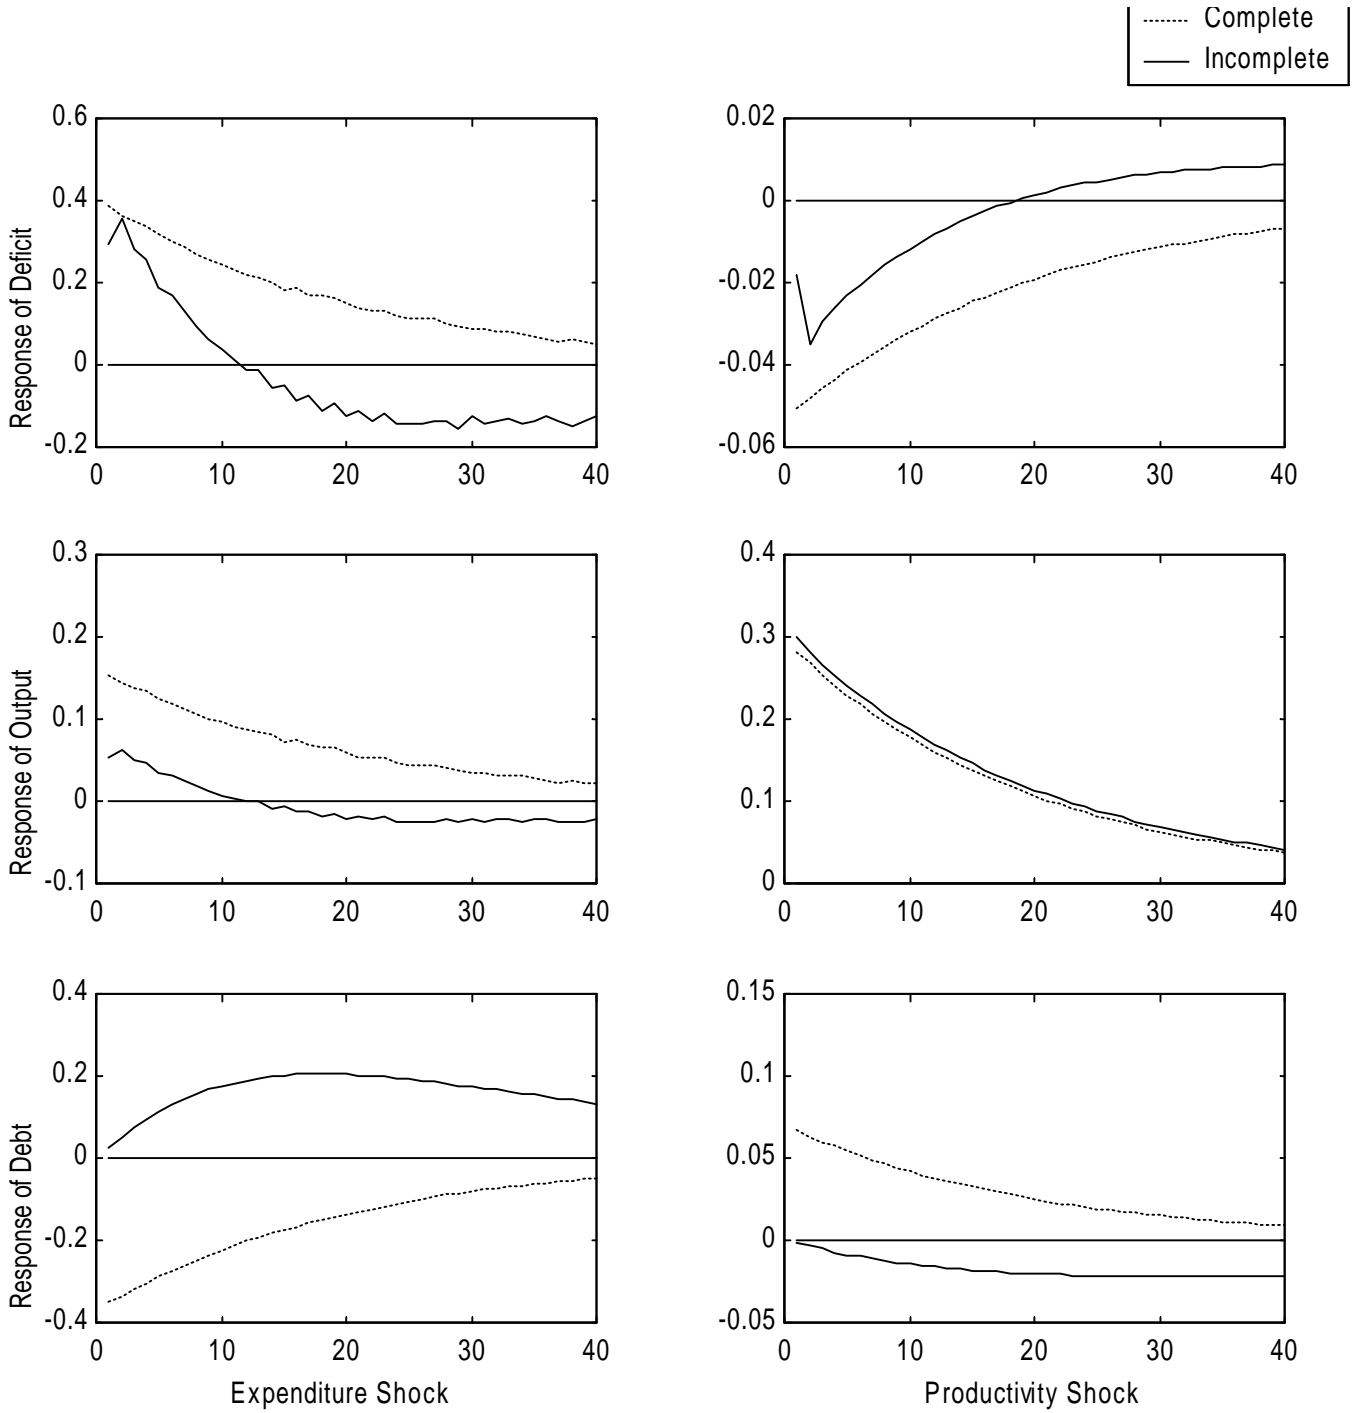 Complete
Incomplete
0.6
0.4
0.2
0
-0.2
0 10 20 30 40
Response of Deficit
0.02
0
-0.02
-0.04
-0.06
0 10 20 30 40
0.3
0.2
0.1
0
-0.1
0 10 20 30 40
Response of Output
0.4
0.3
0.2
0.1
0
0 10 20 30 40
0.4
0.2
0
-0.2
-0.4
0 10 20 30 40
Response of Debt
Expenditure Shock
0.15
0.1
0.05
0
-0.05
0 10 20 30 40
Productivity Shock